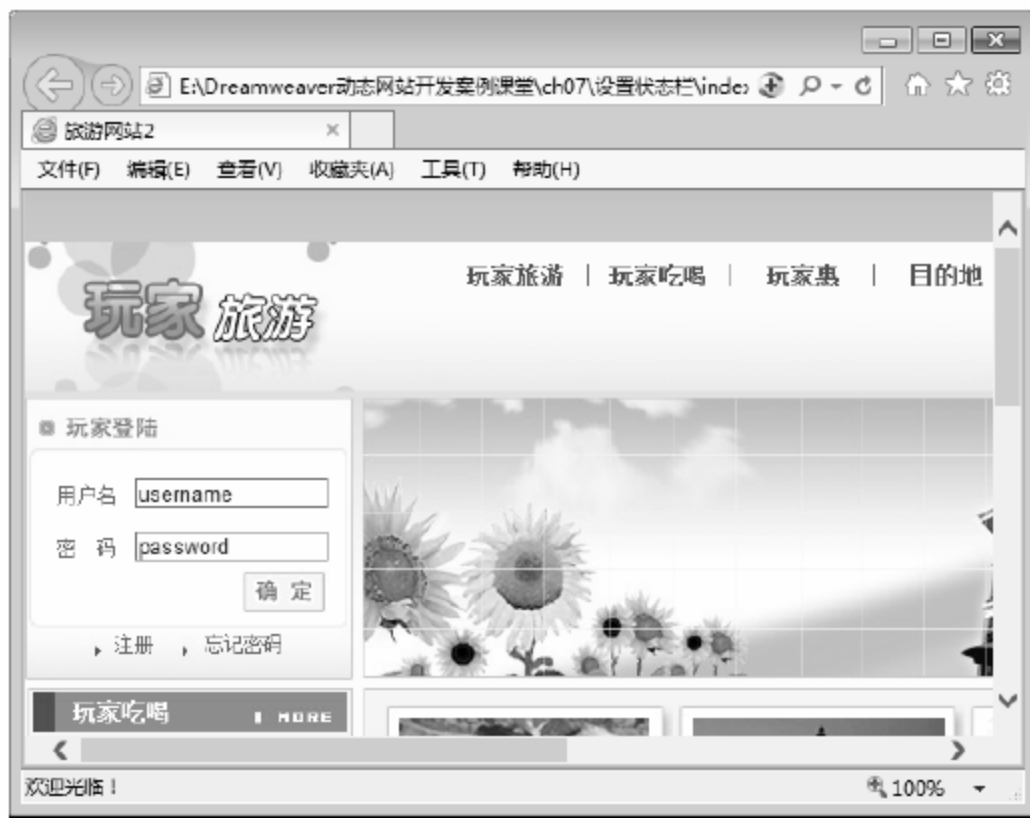 E:\Dreamweaver动态网站开发案例课堂\ch07\设置状态栏\index
旅游网站2
文件(F) 编辑(E) 查看(V) 收藏夹(A) 工具(T) 帮助(H)
玩家旅游 | 玩家吃喝 | 玩家惠 | 目的地
玩家 旅游
玩家登陆
用户名 username
密 码 password
确 定
注册 忘记密码
玩家吃喝 MORE
欢迎光临！ 100%